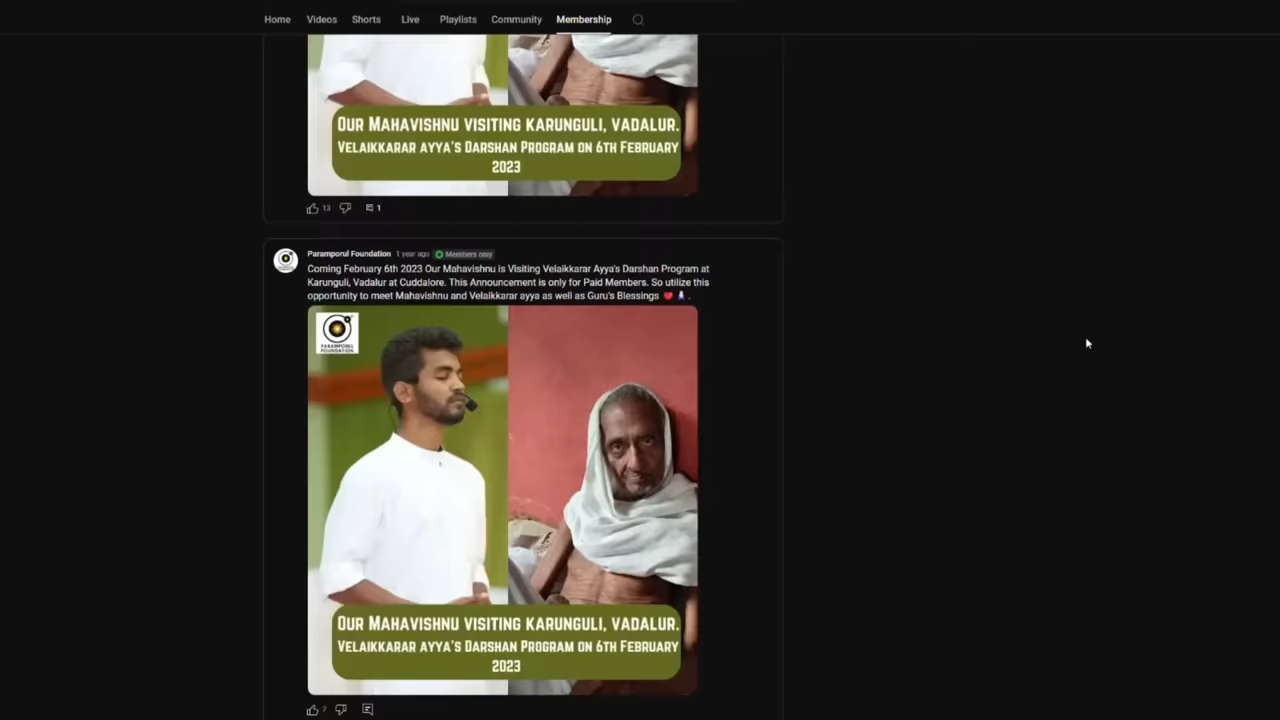 Home Videos Shorts Live Playlists Community Membership
OUR MAHAVISHNU VISITING KARUNGULI, VADALUR.
VELAIKKARAR AYYA'S DARSHAN PROGRAM ON 6TH FEBRUARY
2023
13 1
Paramporul Foundation 1 year ago Members only
Coming February 6th 2023 Our Mahavishnu is Visiting Velaikkarar Ayya's Darshan Program at
Karunguli, Vadalur at Cuddalore. This Announcement is only for Paid Members. So utilize this
opportunity to meet Mahavishnu and Velaikkarar ayya as well as Guru's Blessings ❤️ .
PARAMPORUL
FOUNDATION
OUR MAHAVISHNU VISITING KARUNGULI, VADALUR.
VELAIKKARAR AYYA'S DARSHAN PROGRAM ON 6TH FEBRUARY
2023
7